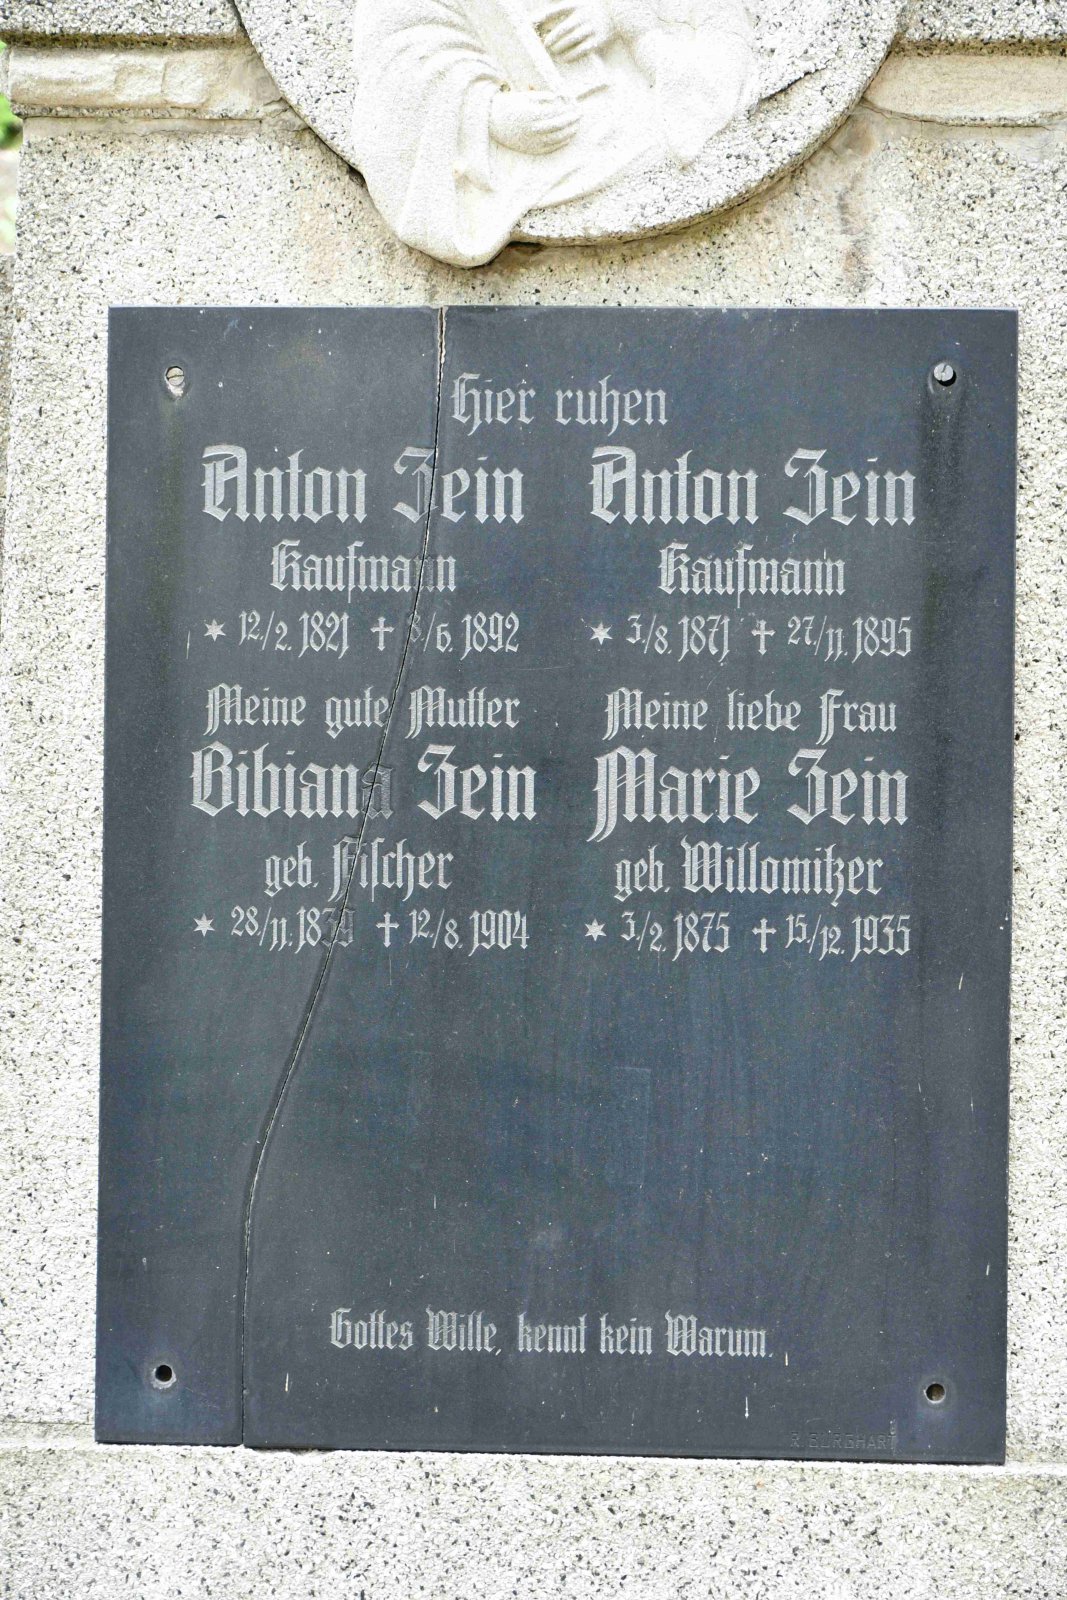 Hier ruhen
Anton Zein Anton Zein
Kaufmann Kaufmann
* 12./2. 1821 ✝ 8./6. 1892 * 3./8. 1871 ✝ 27./11. 1895
Meine gute Mutter Meine liebe Frau
Bibiana Zein Marie Zein
geb. Fischer geb. Willomitzer
* 28./11. 1839 ✝ 12./8. 1904 * 3./2. 1875 ✝ 15./12. 1935
Gottes Wille, kennt kein Warum.
R. BURGHART